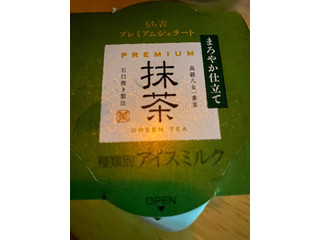 もち吉
プレミアムジェラート
まろやか仕立て
PREMIUM
高級八女一番茶
抹茶
石臼挽き製法
GREEN TEA
種類別アイスミルク
OPEN